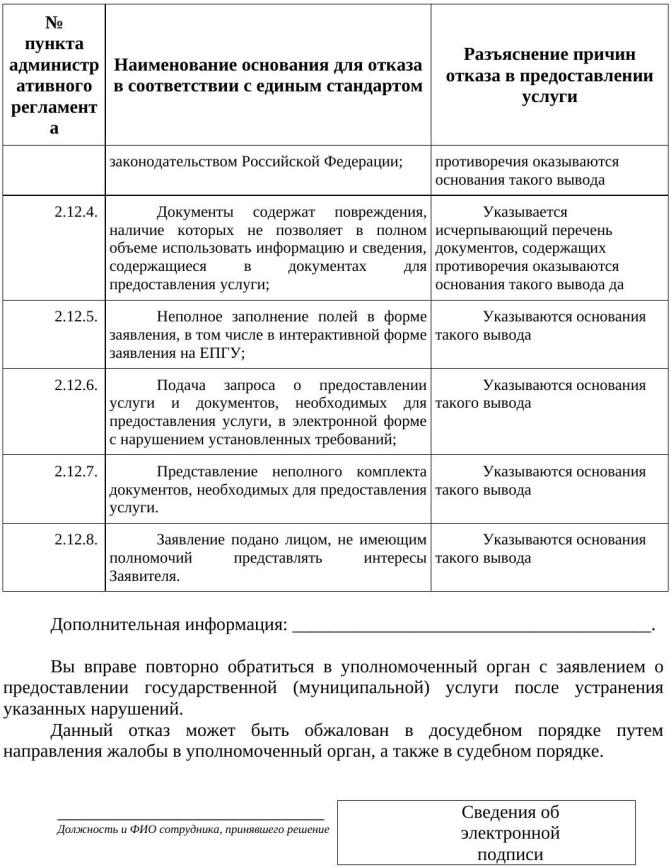 №
пункта
администр
ативного
регламент
а
Наименование основания для отказа
в соответствии с единым стандартом
Разъяснение причин
отказа в предоставлении
услуги
законодательством Российской Федерации;
противоречия оказываются
основания такого вывода
2.12.4.
Документы содержат повреждения,
наличие которых не позволяет в полном
объеме использовать информацию и сведения,
содержащиеся в документах для
предоставления услуги;
Указывается
исчерпывающий перечень
документов, содержащих
противоречия оказываются
основания такого вывода да
2.12.5.
Неполное заполнение полей в форме
заявления, в том числе в интерактивной форме
заявления на ЕПГУ;
Указываются основания
такого вывода
2.12.6.
Подача запроса о предоставлении
услуги и документов, необходимых для
предоставления услуги, в электронной форме
с нарушением установленных требований;
Указываются основания
такого вывода
2.12.7.
Представление неполного комплекта
документов, необходимых для предоставления
услуги.
Указываются основания
такого вывода
2.12.8.
Заявление подано лицом, не имеющим
полномочий представлять интересы
Заявителя.
Указываются основания
такого вывода
Дополнительная информация: ________________________________________.
Вы вправе повторно обратиться в уполномоченный орган с заявлением о
предоставлении государственной (муниципальной) услуги после устранения
указанных нарушений.
Данный отказ может быть обжалован в досудебном порядке путем
направления жалобы в уполномоченный орган, а также в судебном порядке.
______________________________
Должность и ФИО сотрудника, принявшего решение
Сведения об
электронной
подписи